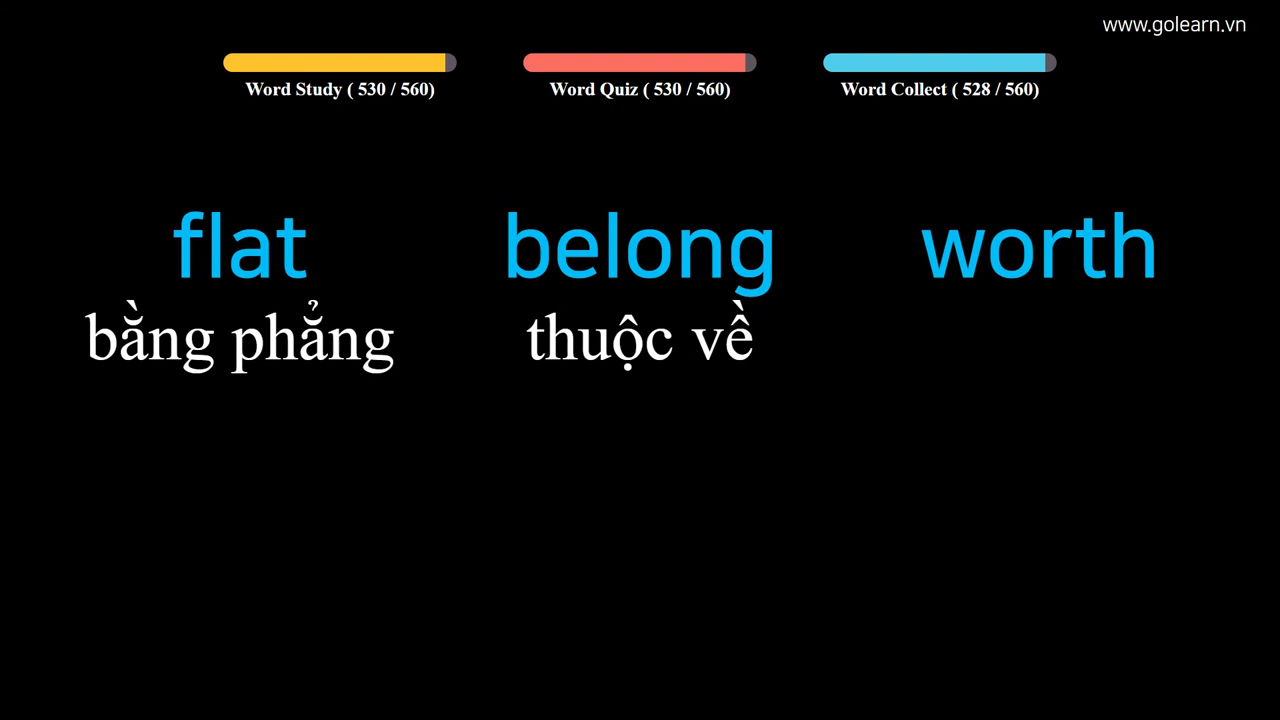 www.golearn.vn
Word Study ( 530 / 560)
Word Quiz ( 530 / 560)
Word Collect ( 528 / 560)
flat
belong
worth
bằng phẳng
thuộc về